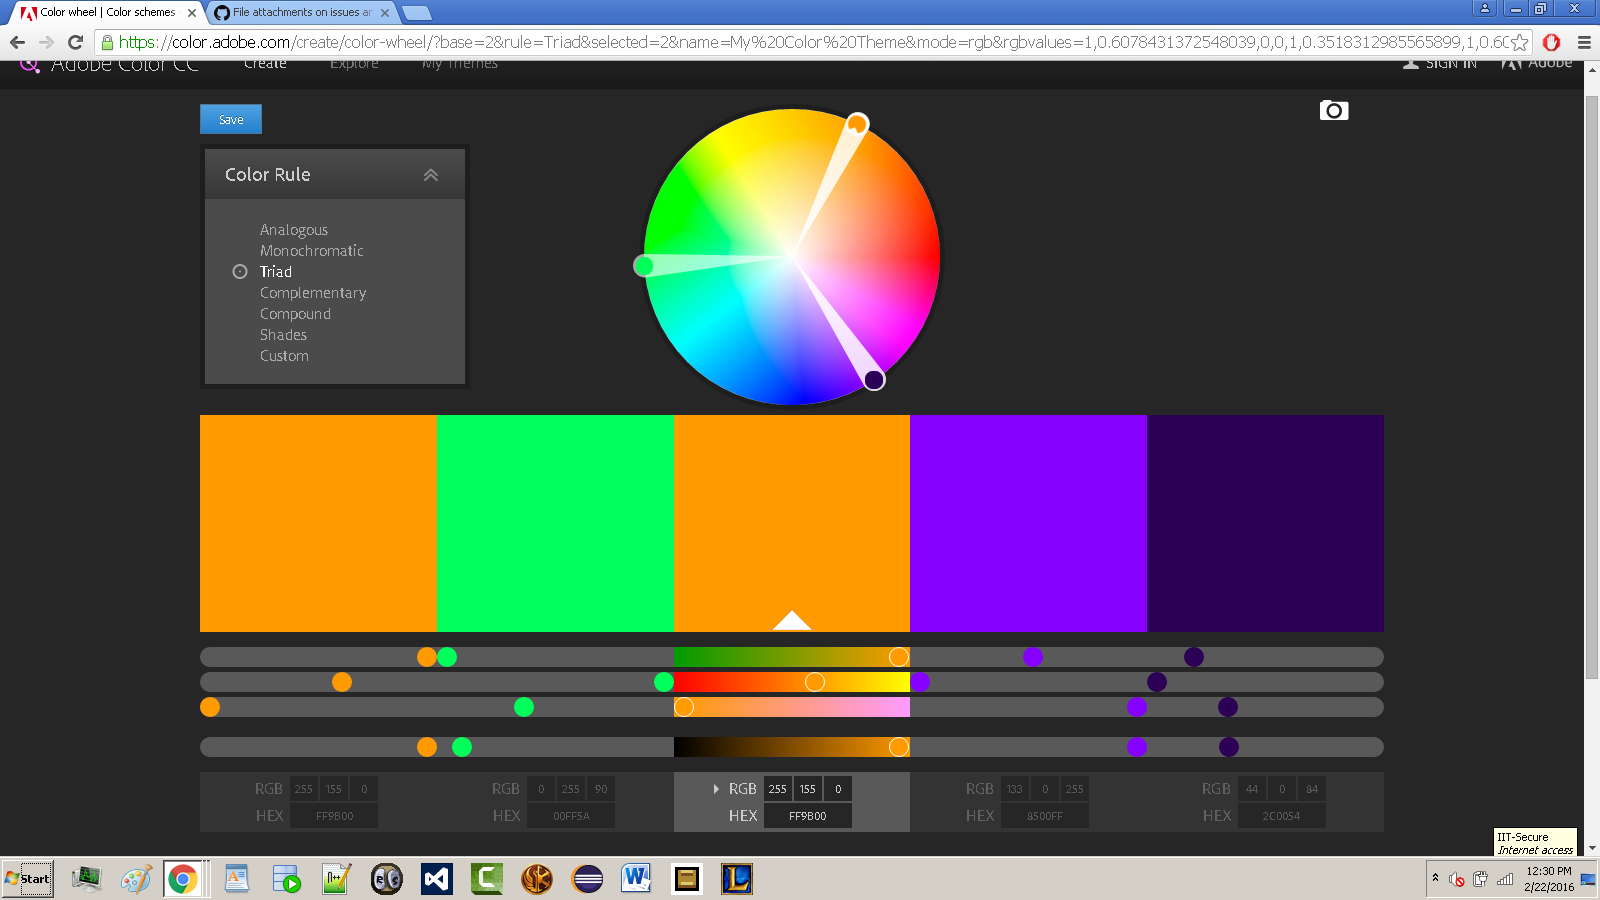 Color wheel | Color schemes
File attachments on issues ar
https://color.adobe.com/create/color-wheel/?base=2&rule=Triad&selected=2&name=My%20Color%20Theme&mode=rgb&rgbvalues=1,0.6078431372548039,0,0,1,0.3518312985565899,1,0.60
Adobe Color CC Create Explore My Themes SIGN IN Adobe
Save
Color Rule
Analogous
Monochromatic
Triad
Complementary
Compound
Shades
Custom
RGB 255 155 0 RGB 0 255 90 RGB 255 155 0 RGB 133 0 255 RGB 44 0 84
HEX FF9B00 HEX 00FF5A HEX FF9B00 HEX 8500FF HEX 2C0054
IIT-Secure
Internet access
Start
12:30 PM
2/22/2016